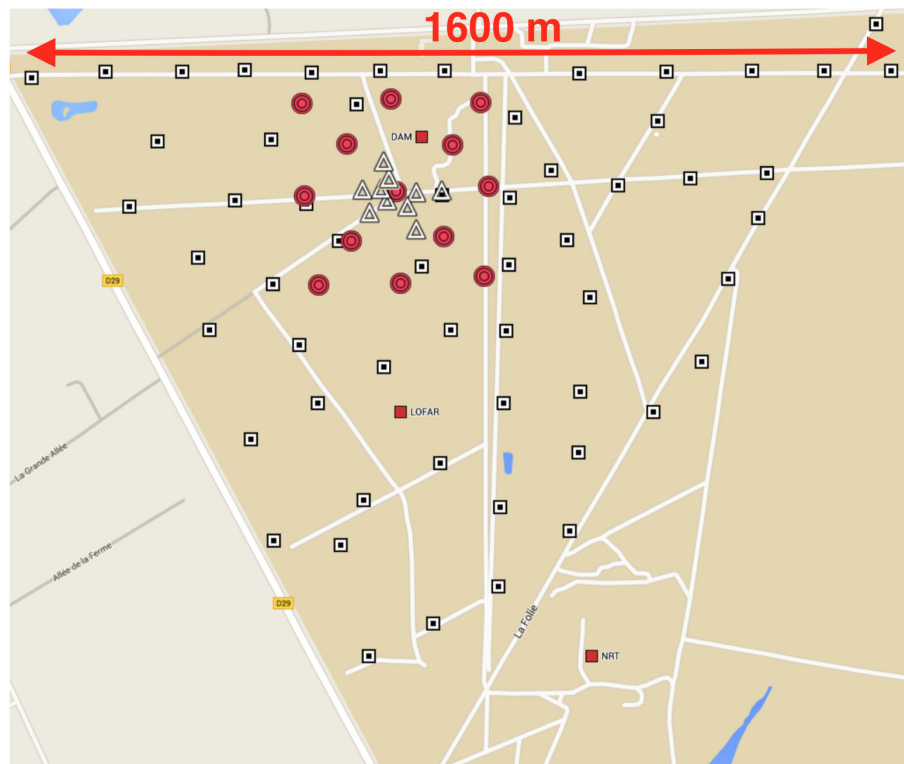 1600 m
DAM
D29
LOFAR
La Grande Allée
Allée de la Ferme
D29
La Folie
NRT